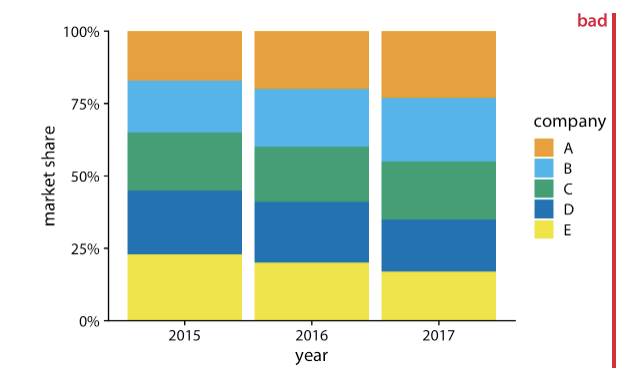 bad
100%
75%
50%
25%
0%
market share
2015 2016 2017
year
company
A
B
C
D
E